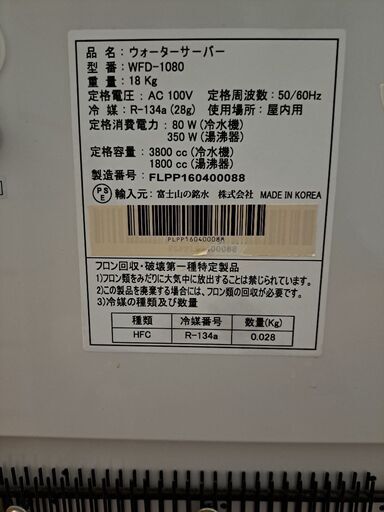 品 名：ウォーターサーバー
型 番：WFD-1080
重 量：18 Kg
定格電圧：AC 100V 定格周波数：50/60Hz
冷 媒：R-134a (28g) 使用場所：屋内用
定格消費電力：80 W (冷水機)
350 W (湯沸器)
定格容量：3800 cc (冷水機)
1800 cc (湯沸器)
製造番号：FLPP160400088
PSE 輸入元：富士山の銘水 株式会社 MADE IN KOREA
FLPP160400088
フロン回収・破壊第一種特定製品
1)フロン類をみだりに大気中に放出することは禁じられています。
2)この製品を廃棄する場合には、フロン類の回収が必要です。
3)冷媒の種類及び数量
種類 冷媒番号 数量(Kg)
HFC R-134a 0.028